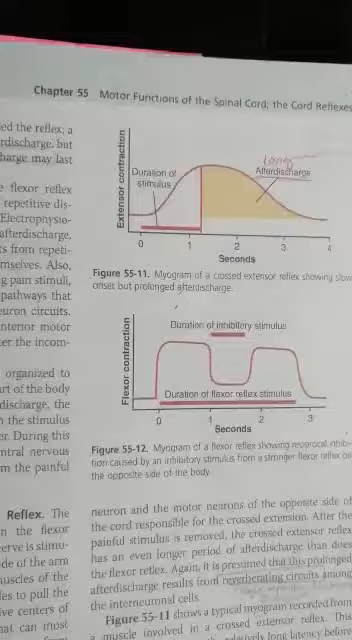 Chapter 55 Motor Functions of the Spinal Cord; the Cord Reflexes
ed the reflex; a
rdischarge, but
harge may last
e flexor reflex
repetitive dis-
Electrophysio-
afterdischarge,
ts from repeti-
mselves. Also,
g pain stimuli,
pathways that
euron circuits.
nterior motor
er the incom-
organized to
rt of the body
discharge, the
n the stimulus
er. During this
ntral nervous
m the painful
Reflex. The
n the flexor
erve is stimu-
de of the arm
nuscles of the
les to pull the
ive centers of
hat can most
Extensor contraction
Duration of
stimulus
Long
Afterdischarge
0 1 2 3 4
Seconds
Figure 55-11. Myogram of a crossed extensor reflex showing slow
onset but prolonged afterdischarge.
Flexor contraction
Duration of inhibitory stimulus
Duration of flexor reflex stimulus
0 1 2 3
Seconds
Figure 55-12. Myogram of a flexor reflex showing reciprocal inhibi-
tion caused by an inhibitory stimulus from a stronger flexor reflex on
the opposite side of the body.
neuron and the motor neurons of the opposite side of
the cord responsible for the crossed extension. After the
painful stimulus is removed, the crossed extensor reflex
has an even longer period of afterdischarge than does
the flexor reflex. Again, it is presumed that this prolonged
afterdischarge results from reverberating circuits among
the interneuronal cells.
Figure 55-11 shows a typical myogram recorded from
a muscle involved in a crossed extensor reflex. This
relatively long latency before